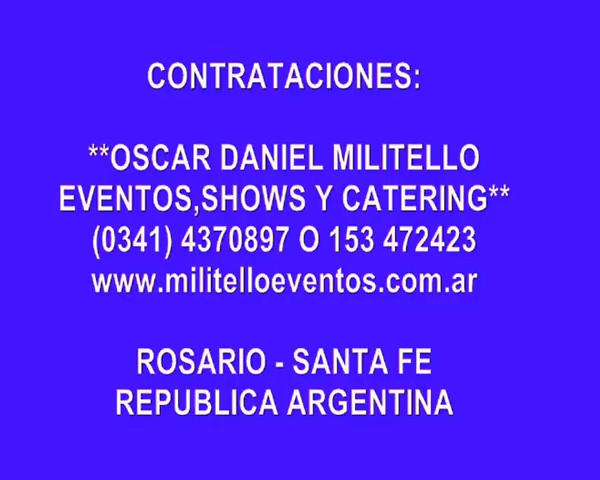 CONTRATACIONES:
**OSCAR DANIEL MILITELLO
EVENTOS,SHOWS Y CATERING**
(0341) 4370897 O 153 472423
www.militelloeventos.com.ar
ROSARIO - SANTA FE
REPUBLICA ARGENTINA